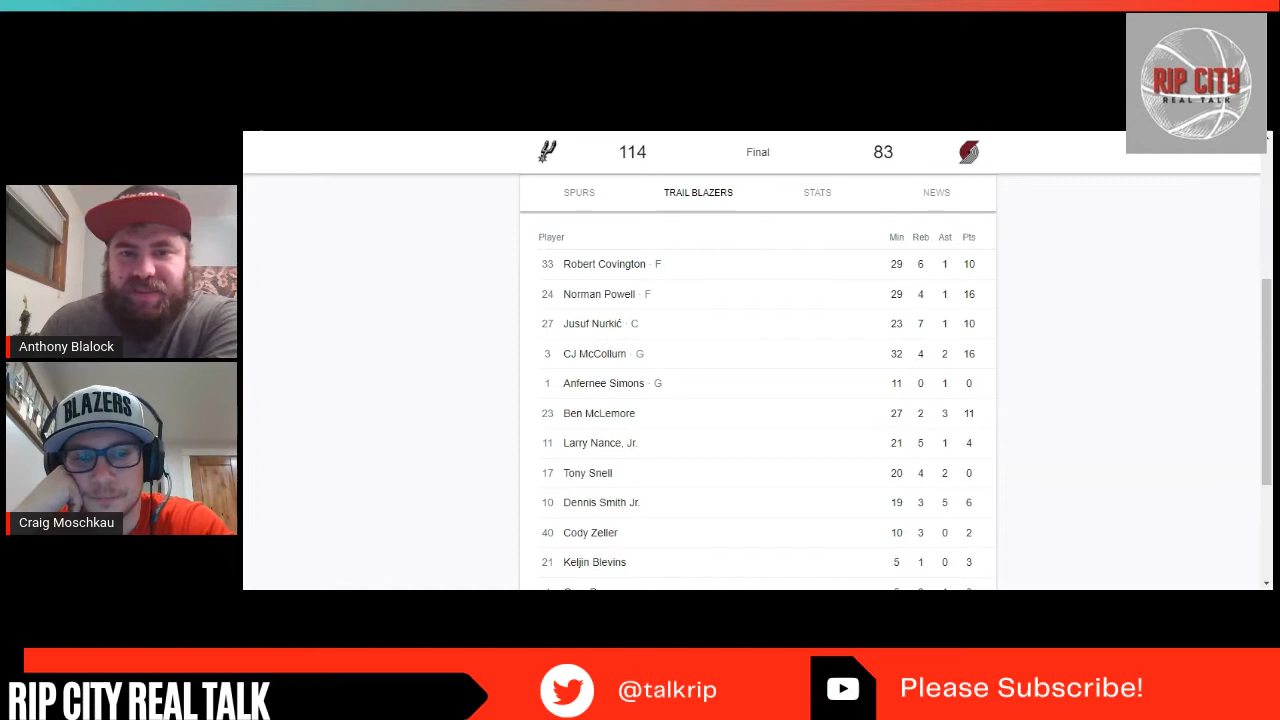 RIP CITY
REAL TALK
114 Final 83
SPURS TRAIL BLAZERS STATS NEWS
Player Min Reb Ast Pts
33 Robert Covington · F 29 6 1 10
24 Norman Powell · F 29 4 1 16
27 Jusuf Nurkić · C 23 7 1 10
3 CJ McCollum · G 32 4 2 16
1 Anfernee Simons · G 11 0 1 0
23 Ben McLemore 27 2 3 11
11 Larry Nance, Jr. 21 5 1 4
17 Tony Snell 20 4 2 0
10 Dennis Smith Jr. 19 3 5 6
40 Cody Zeller 10 3 0 2
21 Keljin Blevins 5 1 0 3
Anthony Blalock
BLAZERS
Craig Moschkau
RIP CITY REAL TALK
@talkrip
Please Subscribe!